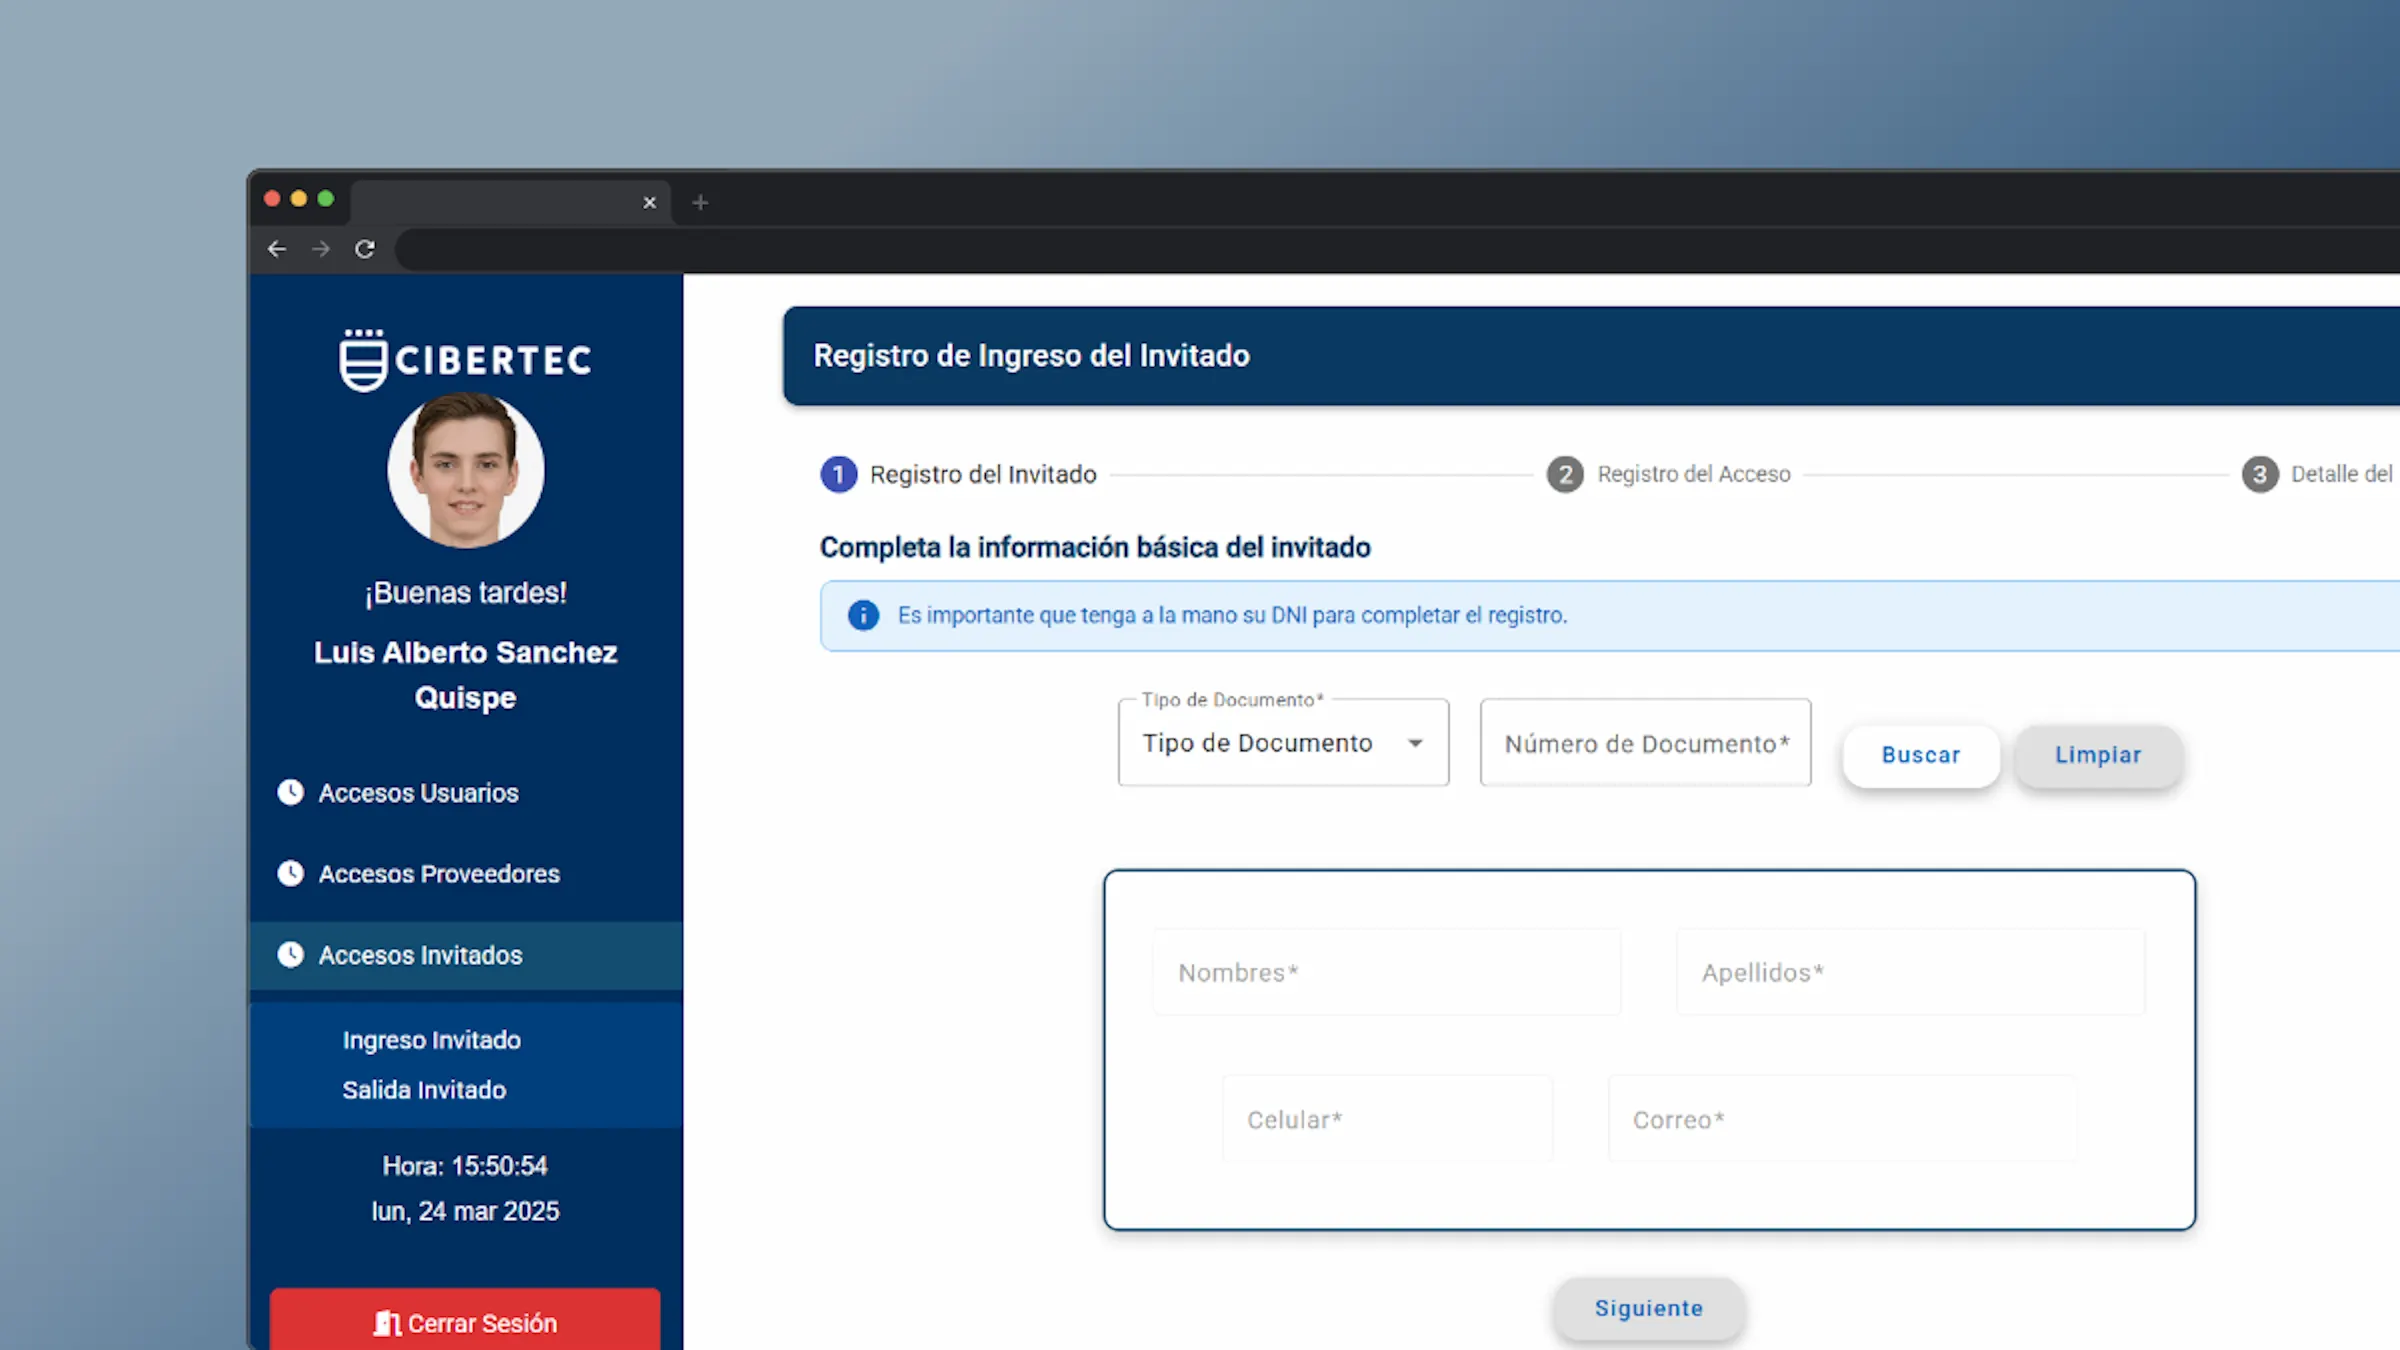 CIBERTEC
¡Buenas tardes!
Luis Alberto Sanchez
Quispe
Accesos Usuarios
Accesos Proveedores
Accesos Invitados
Ingreso Invitado
Salida Invitado
Hora: 15:50:54
lun, 24 mar 2025
Cerrar Sesión
Registro de Ingreso del Invitado
1 Registro del Invitado
2 Registro del Acceso
3 Detalle del
Completa la información básica del invitado
Es importante que tenga a la mano su DNI para completar el registro.
Tipo de Documento*
Tipo de Documento
Número de Documento*
Buscar
Limpiar
Nombres*
Apellidos*
Celular*
Correo*
Siguiente